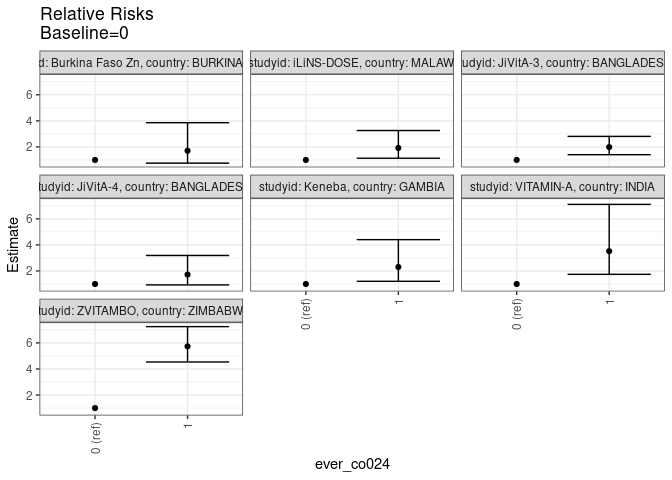 Relative Risks
Baseline=0
d: Burkina Faso Zn, country: BURKINA
studyid: iLiNS-DOSE, country: MALAW
udyid: JiVitA-3, country: BANGLADES
6
4
2
tudyid: JiVitA-4, country: BANGLADES
studyid: Keneba, country: GAMBIA
studyid: VITAMIN-A, country: INDIA
6
4
2
tudyid: ZVITAMBO, country: ZIMBABW
6
4
2
Estimate
0 (ref)
1
0 (ref)
1
0 (ref)
1
ever_co024